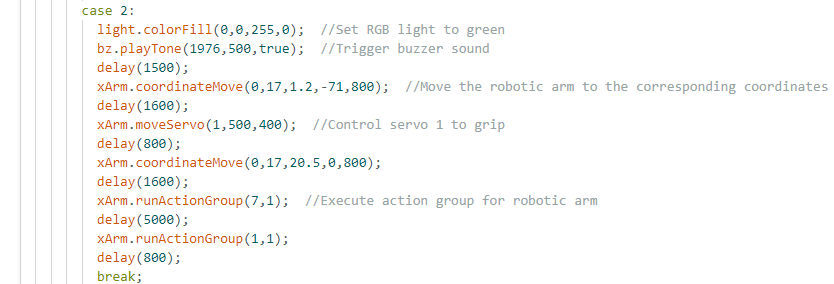 case 2:
light.colorFill(0,0,255,0);  //Set RGB light to green
bz.playTone(1976,500,true);  //Trigger buzzer sound
delay(1500);
xArm.coordinateMove(0,17,1.2,-71,800);  //Move the robotic arm to the corresponding coordinates
delay(1600);
xArm.moveServo(1,500,400);  //Control servo 1 to grip
delay(800);
xArm.coordinateMove(0,17,20.5,0,800);
delay(1600);
xArm.runActionGroup(7,1);  //Execute action group for robotic arm
delay(5000);
xArm.runActionGroup(1,1);
delay(800);
break;